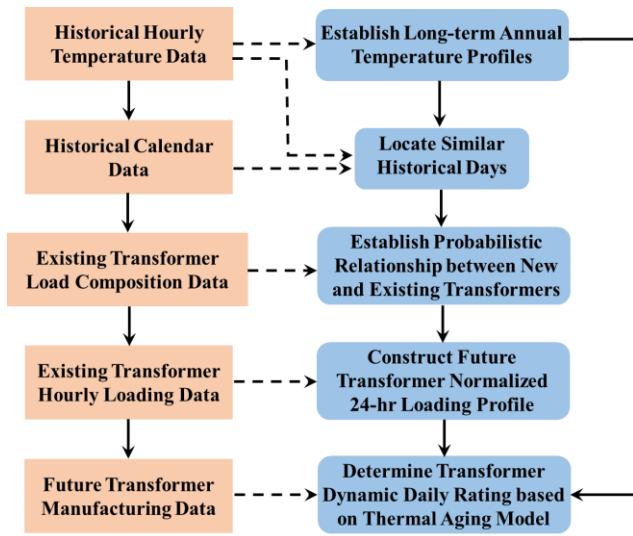 Historical Hourly
Temperature Data
Establish Long-term Annual
Temperature Profiles
Historical Calendar
Data
Locate Similar
Historical Days
Existing Transformer
Load Composition Data
Establish Probabilistic
Relationship between New
and Existing Transformers
Existing Transformer
Hourly Loading Data
Construct Future
Transformer Normalized
24-hr Loading Profile
Future Transformer
Manufacturing Data
Determine Transformer
Dynamic Daily Rating based
on Thermal Aging Model